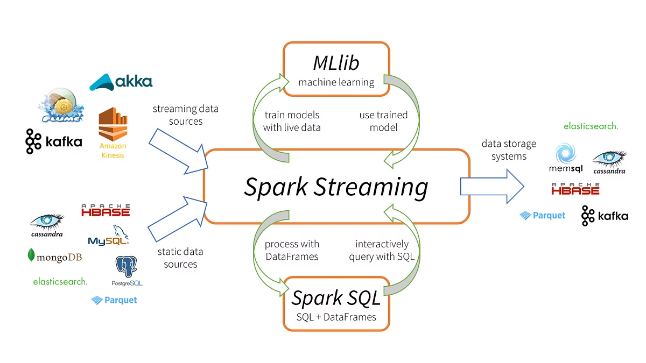 MLlib
machine learning
akka
flume
kafka
Amazon
Kinesis
streaming data
sources
train models
with live data
use trained
model
Spark Streaming
data storage
systems
elasticsearch.
memsql
cassandra
APACHE
HBASE
Parquet
kafka
cassandra
APACHE
HBASE
MySQL
mongoDB
PostgreSQL
elasticsearch.
Parquet
static data
sources
process with
DataFrames
interactively
query with SQL
Spark SQL
SQL + DataFrames